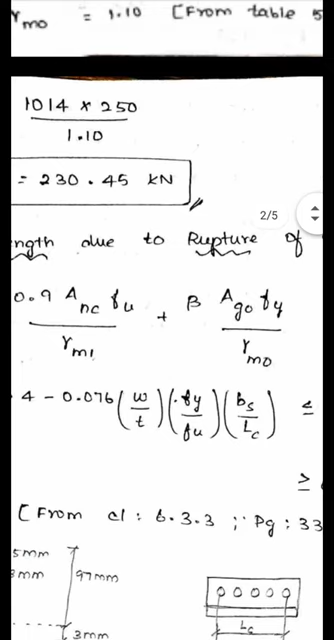 γmo = 1.10 [From table 5
1014 × 250
1.10
= 230.45 KN
2/5
ngth due to Rupture of
0.9 Anc fu / γm1 + β Ago fy / γmo
.4 - 0.076 (w/t) (fy/fu) (bs/Lc) ≤
≥
[From cl: 6.3.3 ; Pg: 33
5mm
3mm
97mm
3mm
Lc